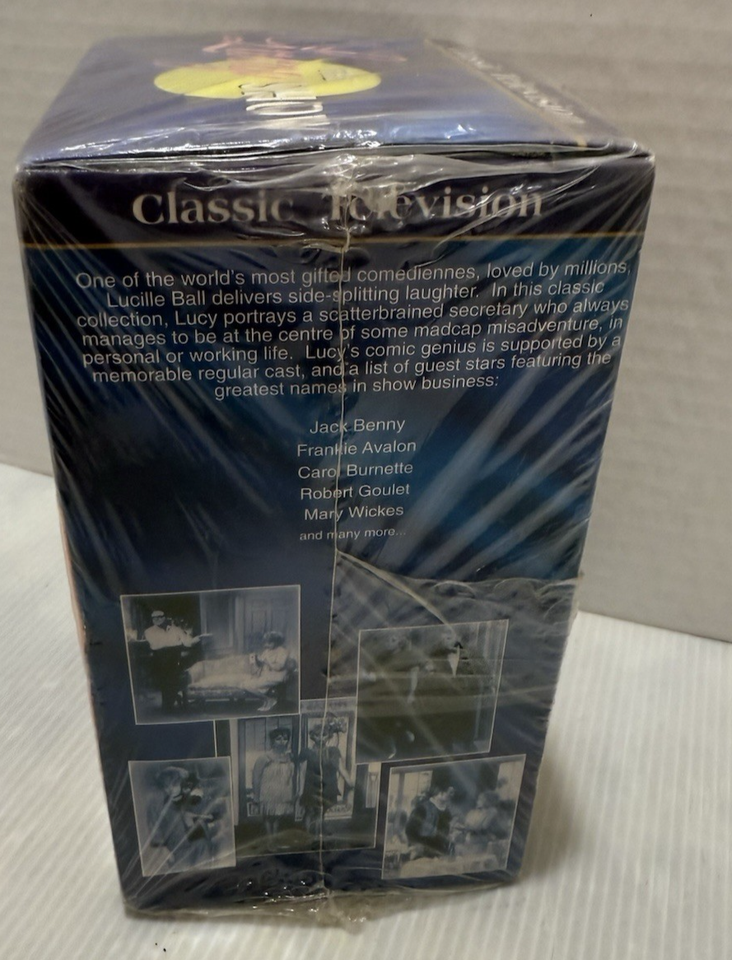 Classic Television
One of the world's most gifted comediennes, loved by millions,
Lucille Ball delivers side-splitting laughter. In this classic
collection, Lucy portrays a scatterbrained secretary who always
manages to be at the centre of some madcap misadventure, in
personal or working life. Lucy's comic genius is supported by a
memorable regular cast, and a list of guest stars featuring the
greatest names in show business:
Jack Benny
Frankie Avalon
Carol Burnette
Robert Goulet
Mary Wickes
and many more...